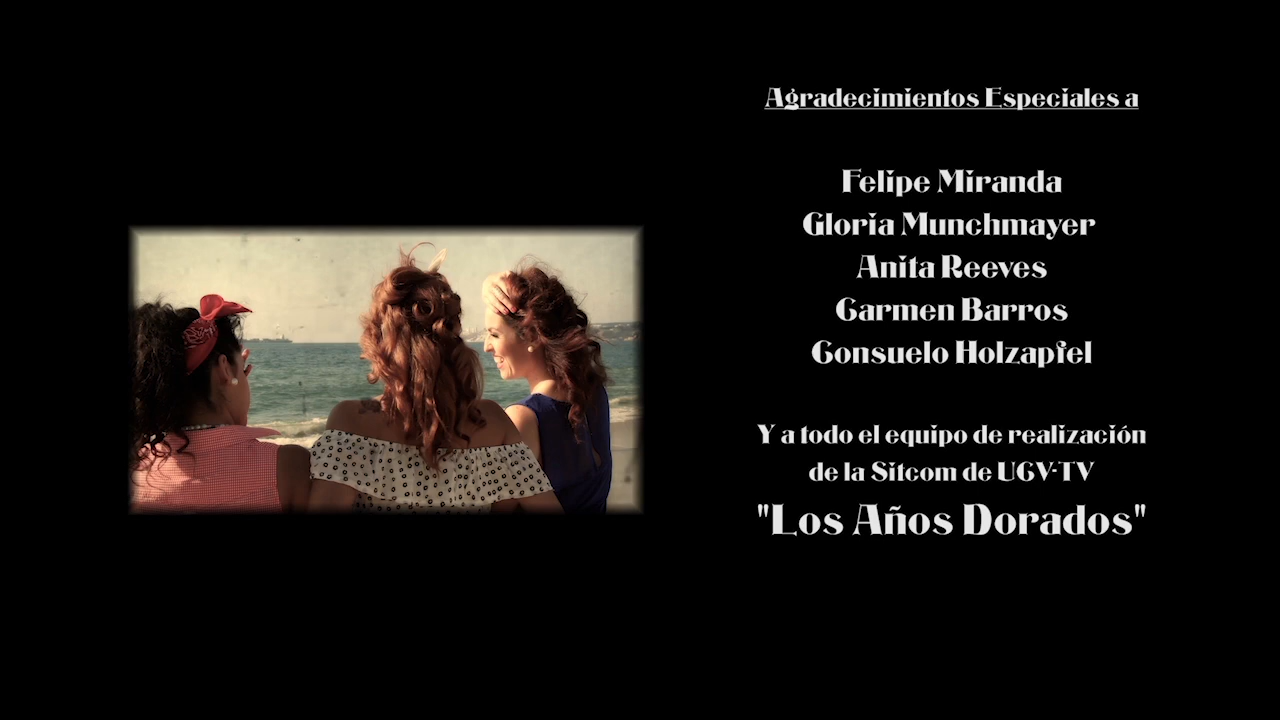 Agradecimientos Especiales a
Felipe Miranda
Gloria Munchmayer
Anita Reeves
Carmen Barros
Consuelo Holzapfel
Y a todo el equipo de realización
de la Sitcom de UCV-TV
"Los Años Dorados"